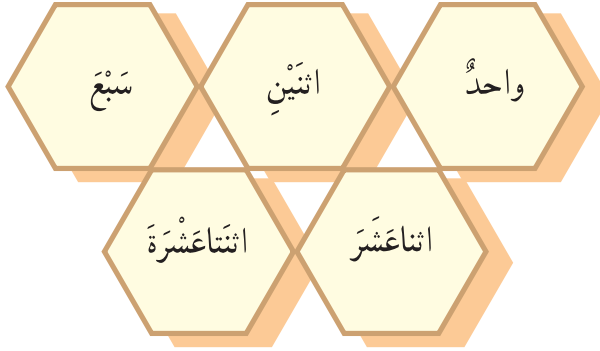 واحدٌ
اثنَيْنِ
سَبْعَ
اثناعَشَرَ
اثنَتاعَشْرَةَ